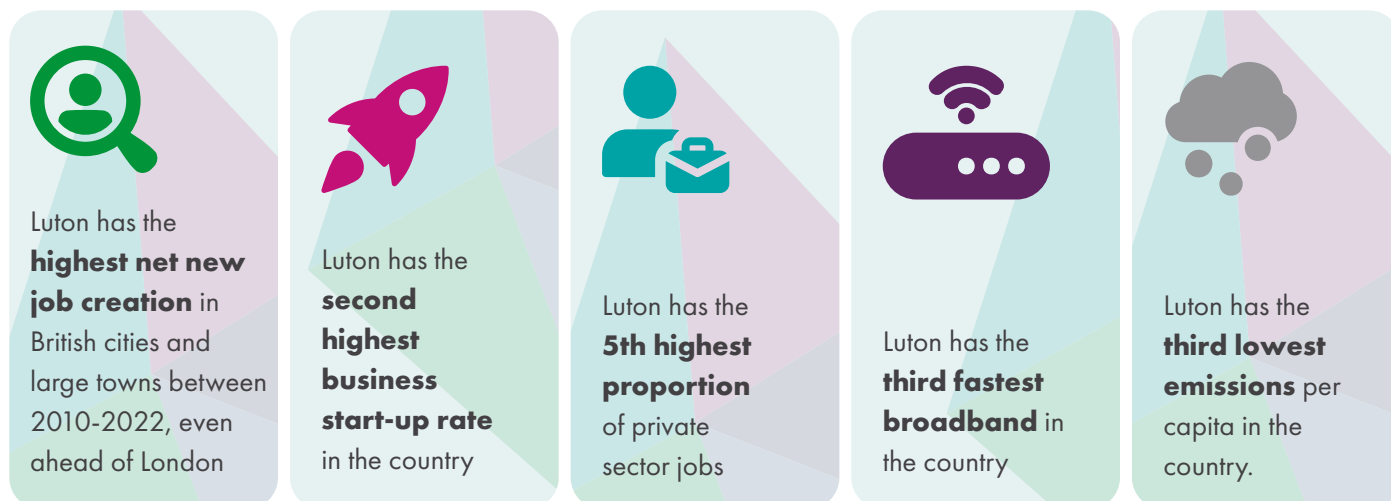 Luton has the
highest net new
job creation in
British cities and
large towns between
2010-2022, even
ahead of London
Luton has the
second
highest
business
start-up rate
in the country
Luton has the
5th highest
proportion
of private
sector jobs
Luton has the
third fastest
broadband in
the country
Luton has the
third lowest
emissions per
capita in the
country.